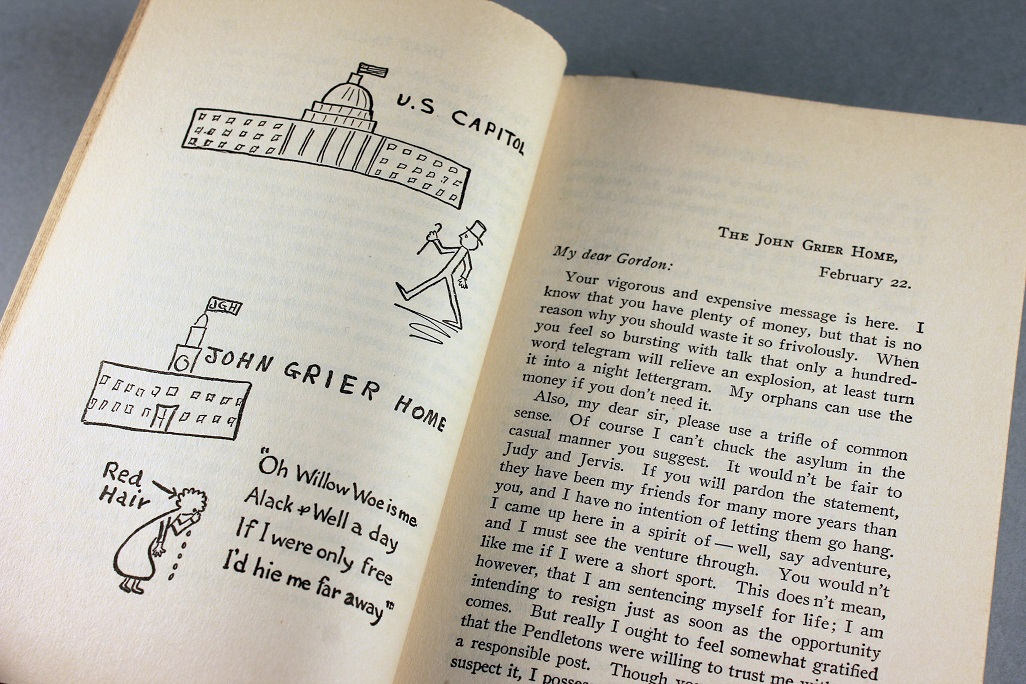 U.S. CAPITOL
JGH
JOHN GRIER HOME
Red
Hair
"Oh Willow Woe is me
Alack & Well a day
If I were only free
I'd hie me far away"
THE JOHN GRIER HOME,
February 22.
My dear Gordon:
Your vigorous and expensive message is here. I
know that you have plenty of money, but that is no
reason why you should waste it so frivolously. When
you feel so bursting with talk that only a hundred-
word telegram will relieve an explosion, at least turn
it into a night lettergram. My orphans can use the
money if you don't need it.
Also, my dear sir, please use a trifle of common
sense. Of course I can't chuck the asylum in the
casual manner you suggest. It would n't be fair to
Judy and Jervis. If you will pardon the statement,
they have been my friends for many more years than
you, and I have no intention of letting them go hang.
I came up here in a spirit of — well, say adventure,
and I must see the venture through. You would n't
like me if I were a short sport. This does n't mean,
however, that I am sentencing myself for life; I am
intending to resign just as soon as the opportunity
comes. But really I ought to feel somewhat gratified
that the Pendletons were willing to trust me
a responsible post. Though
suspect it, I